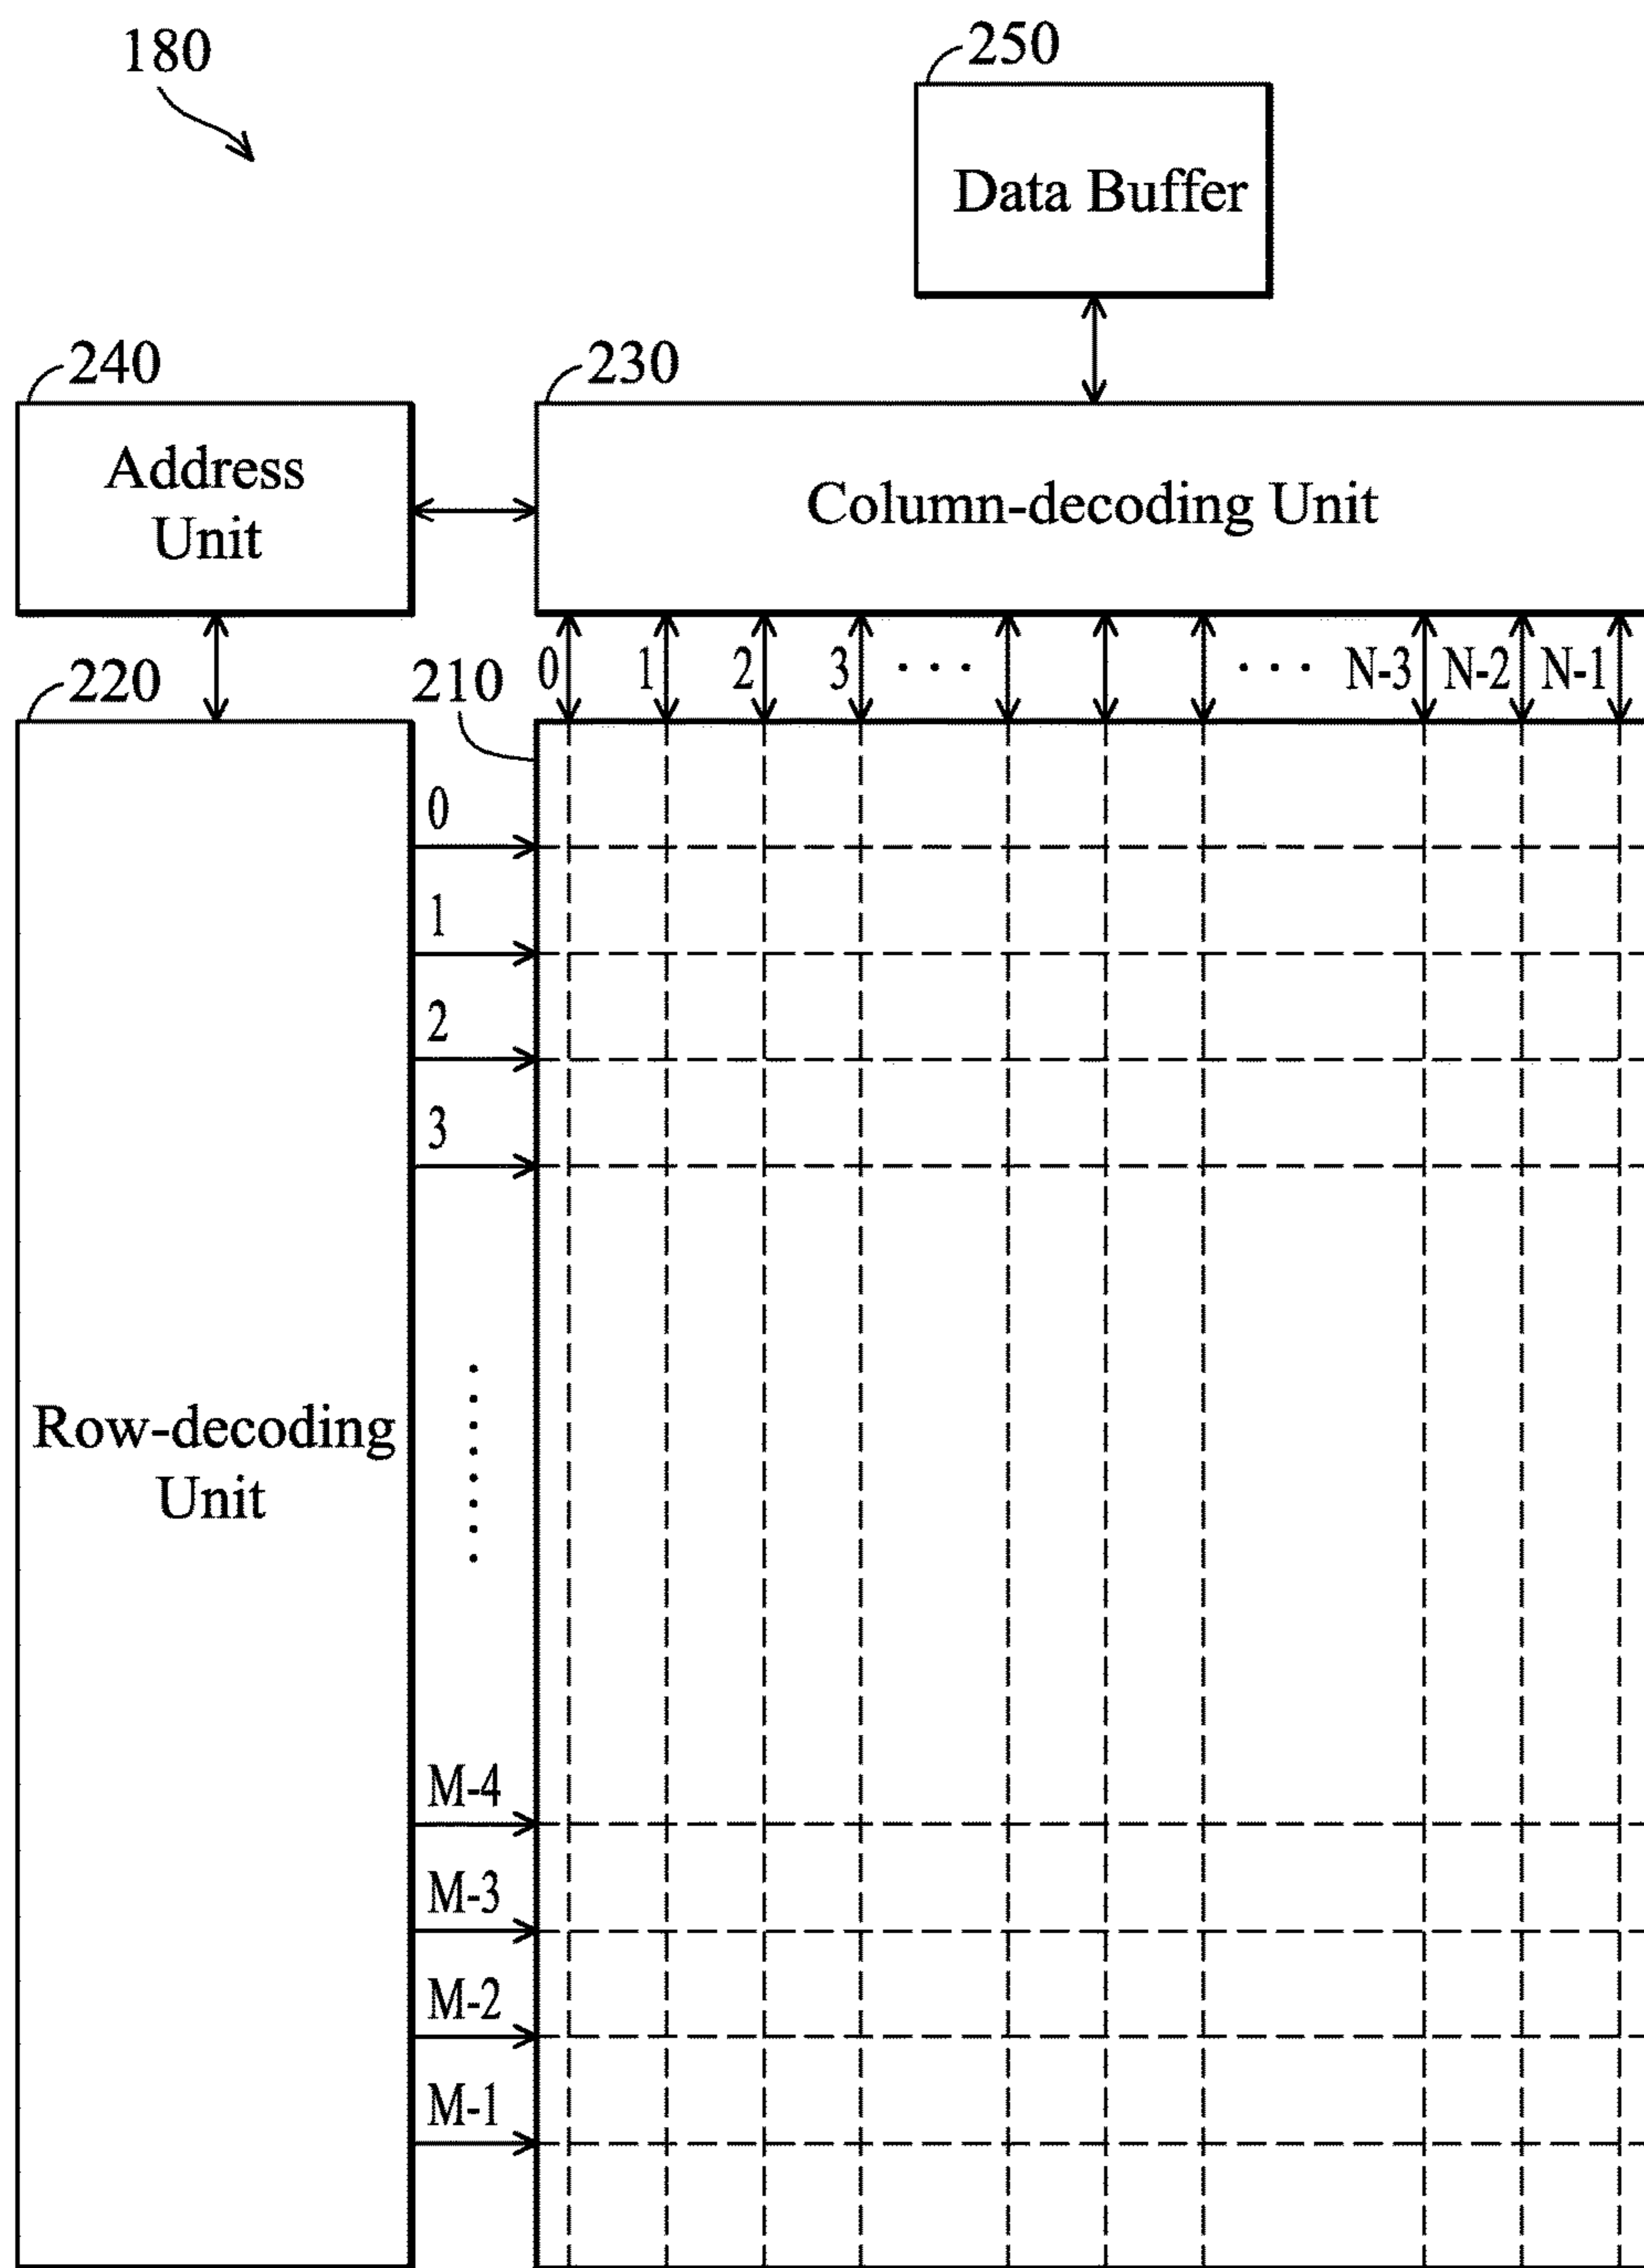 180
250
Data Buffer
240
230
Address
Unit
Column-decoding Unit
220
210
0 1 2 3 · · · · · · N-3 N-2 N-1
0
1
2
3
Row-decoding
Unit
M-4
M-3
M-2
M-1